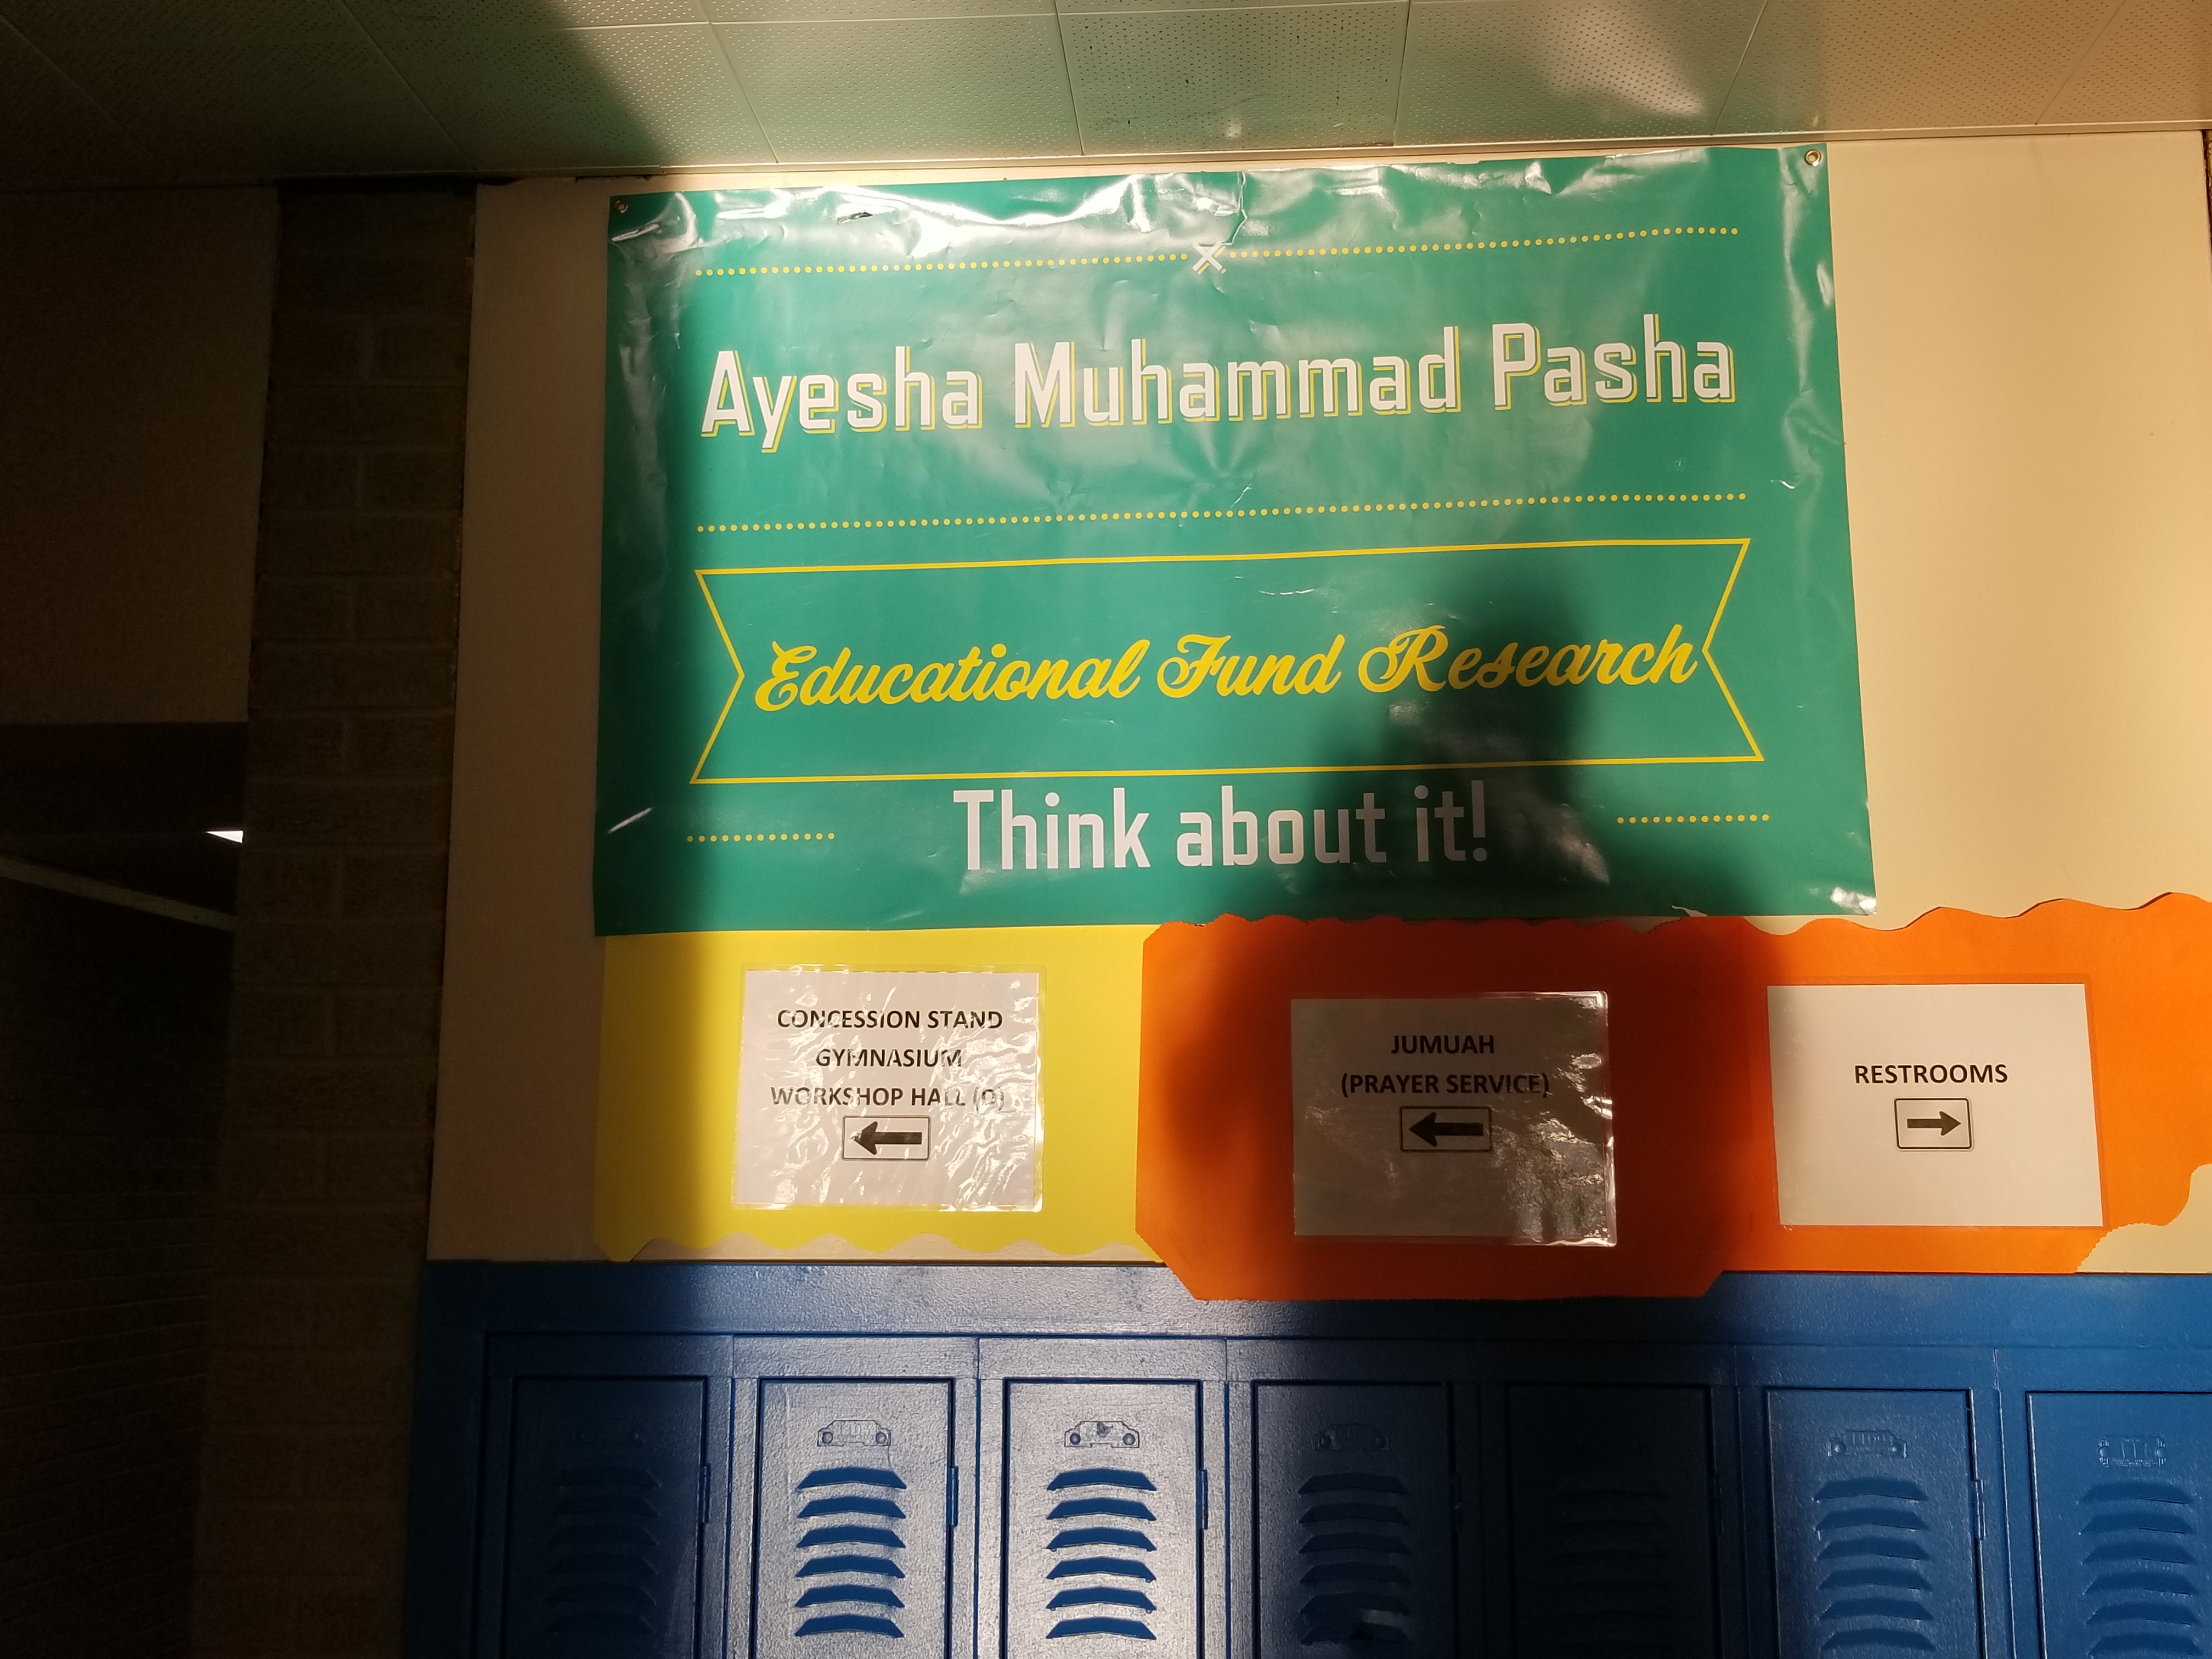 Ayesha Muhammad Pasha
Educational Fund Research
Think about it!
CONCESSION STAND
GYMNASIUM
WORKSHOP HALL (D)
JUMUAH
(PRAYER SERVICE)
RESTROOMS